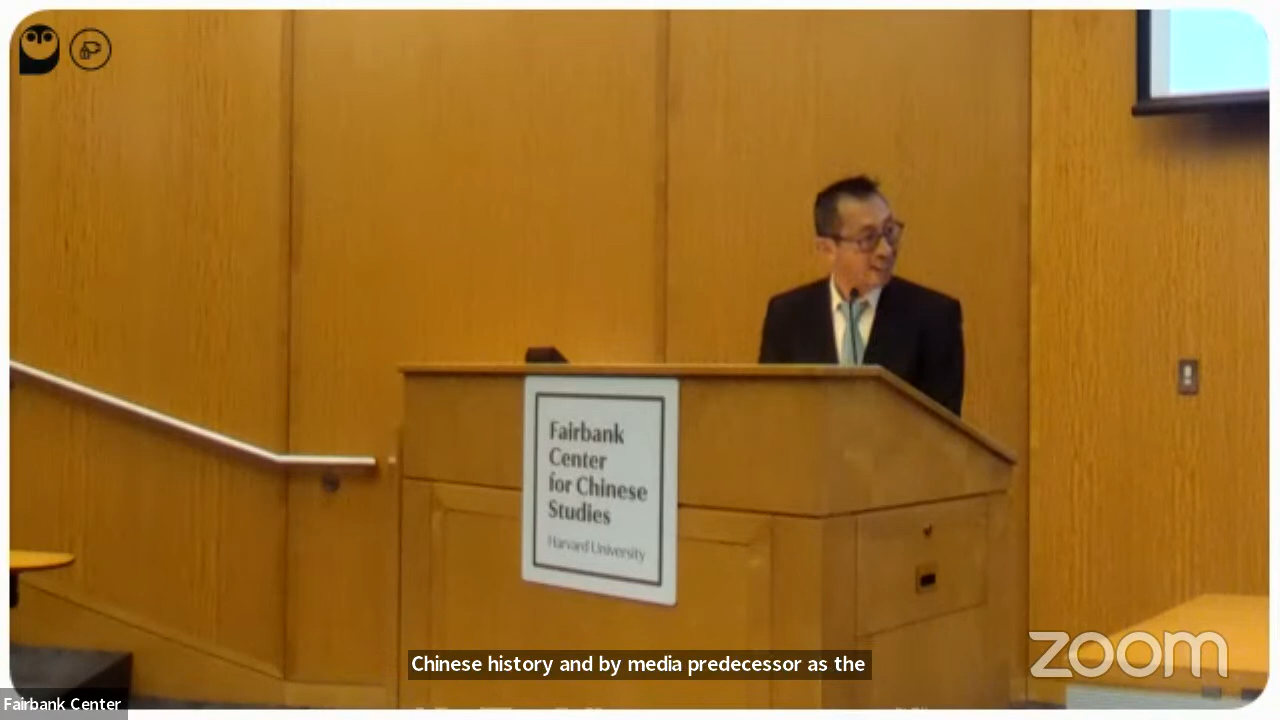 Fairbank
Center
for Chinese
Studies
Harvard University
Chinese history and by media predecessor as the
zoom
Fairbank Center